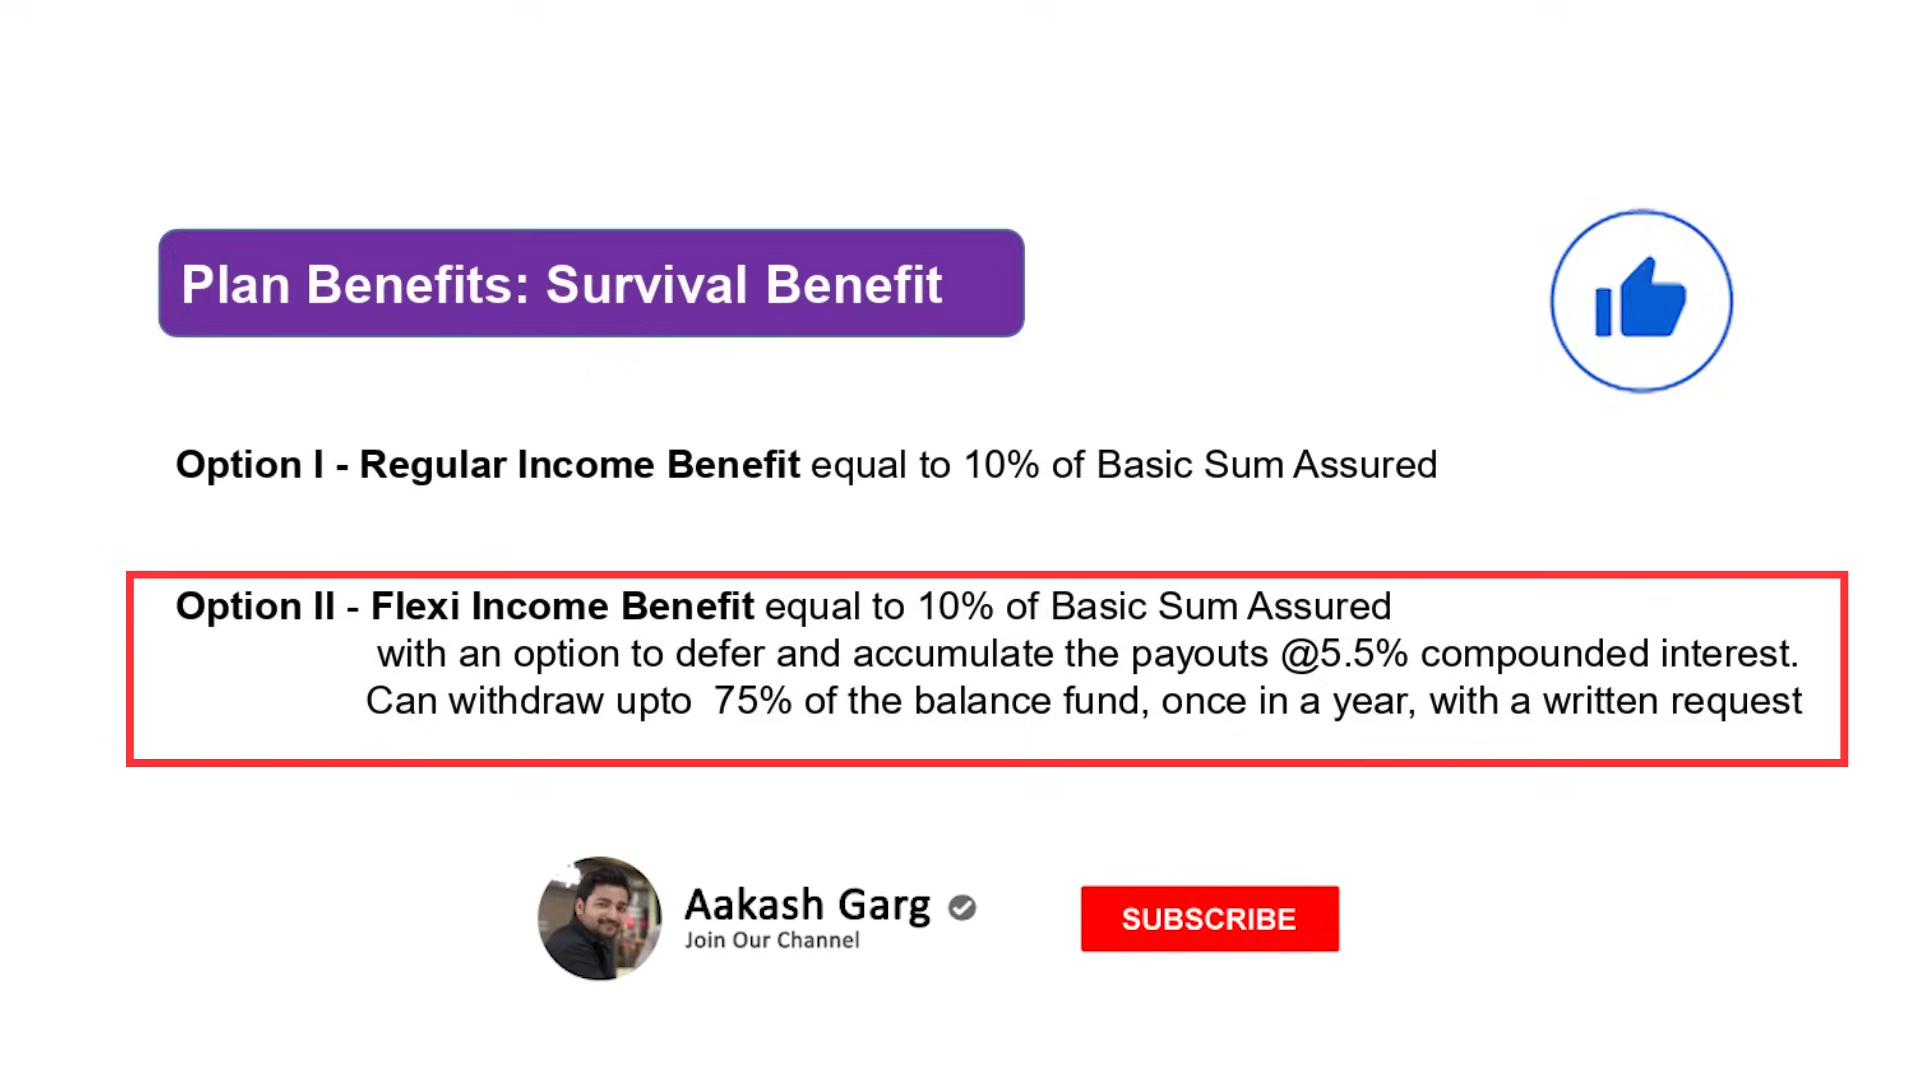 Plan Benefits: Survival Benefit
Option I - Regular Income Benefit equal to 10% of Basic Sum Assured
Option II - Flexi Income Benefit equal to 10% of Basic Sum Assured
with an option to defer and accumulate the payouts @5.5% compounded interest.
Can withdraw upto 75% of the balance fund, once in a year, with a written request
Aakash Garg
Join Our Channel
SUBSCRIBE